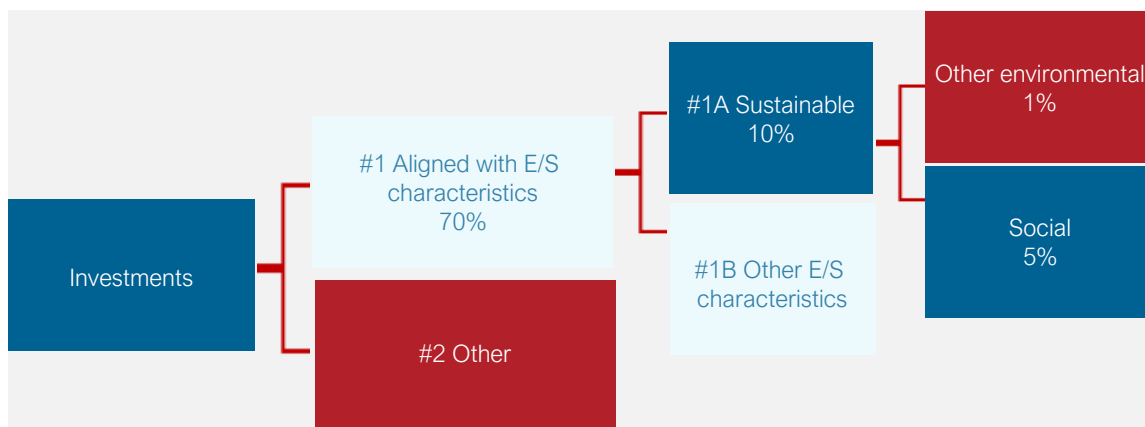 Investments
#1 Aligned with E/S
characteristics
70%
#2 Other
#1A Sustainable
10%
#1B Other E/S
characteristics
Other environmental
1%
Social
5%